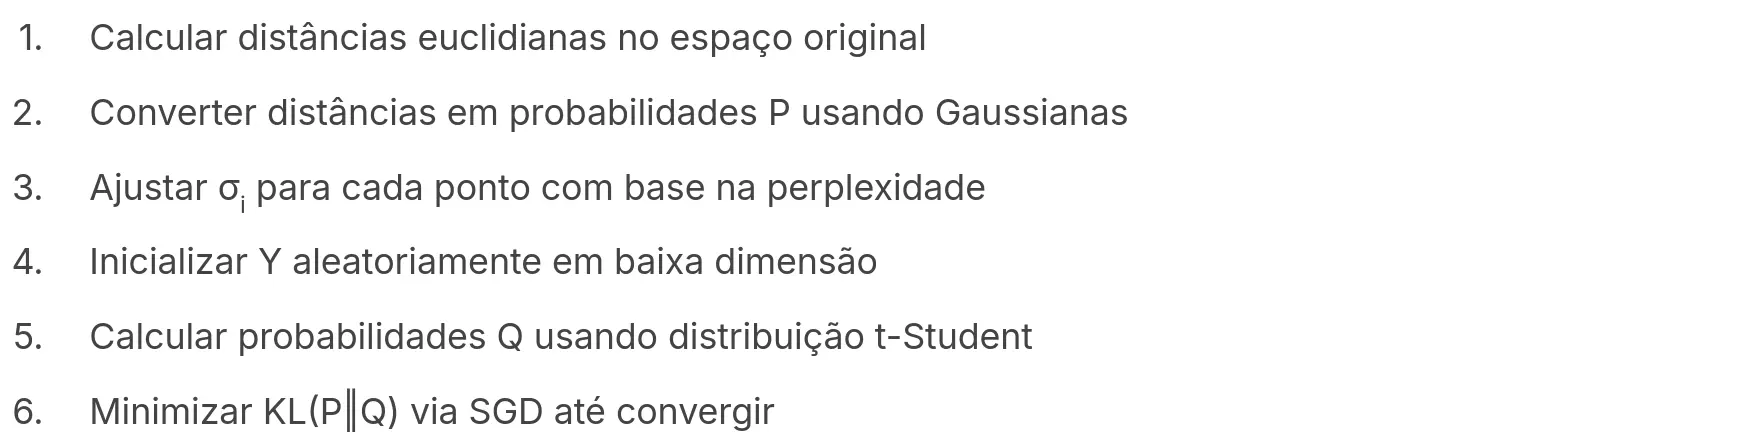 1. Calcular distâncias euclidianas no espaço original
2. Converter distâncias em probabilidades P usando Gaussianas
3. Ajustar σᵢ para cada ponto com base na perplexidade
4. Inicializar Y aleatoriamente em baixa dimensão
5. Calcular probabilidades Q usando distribuição t-Student
6. Minimizar KL(P‖Q) via SGD até convergir